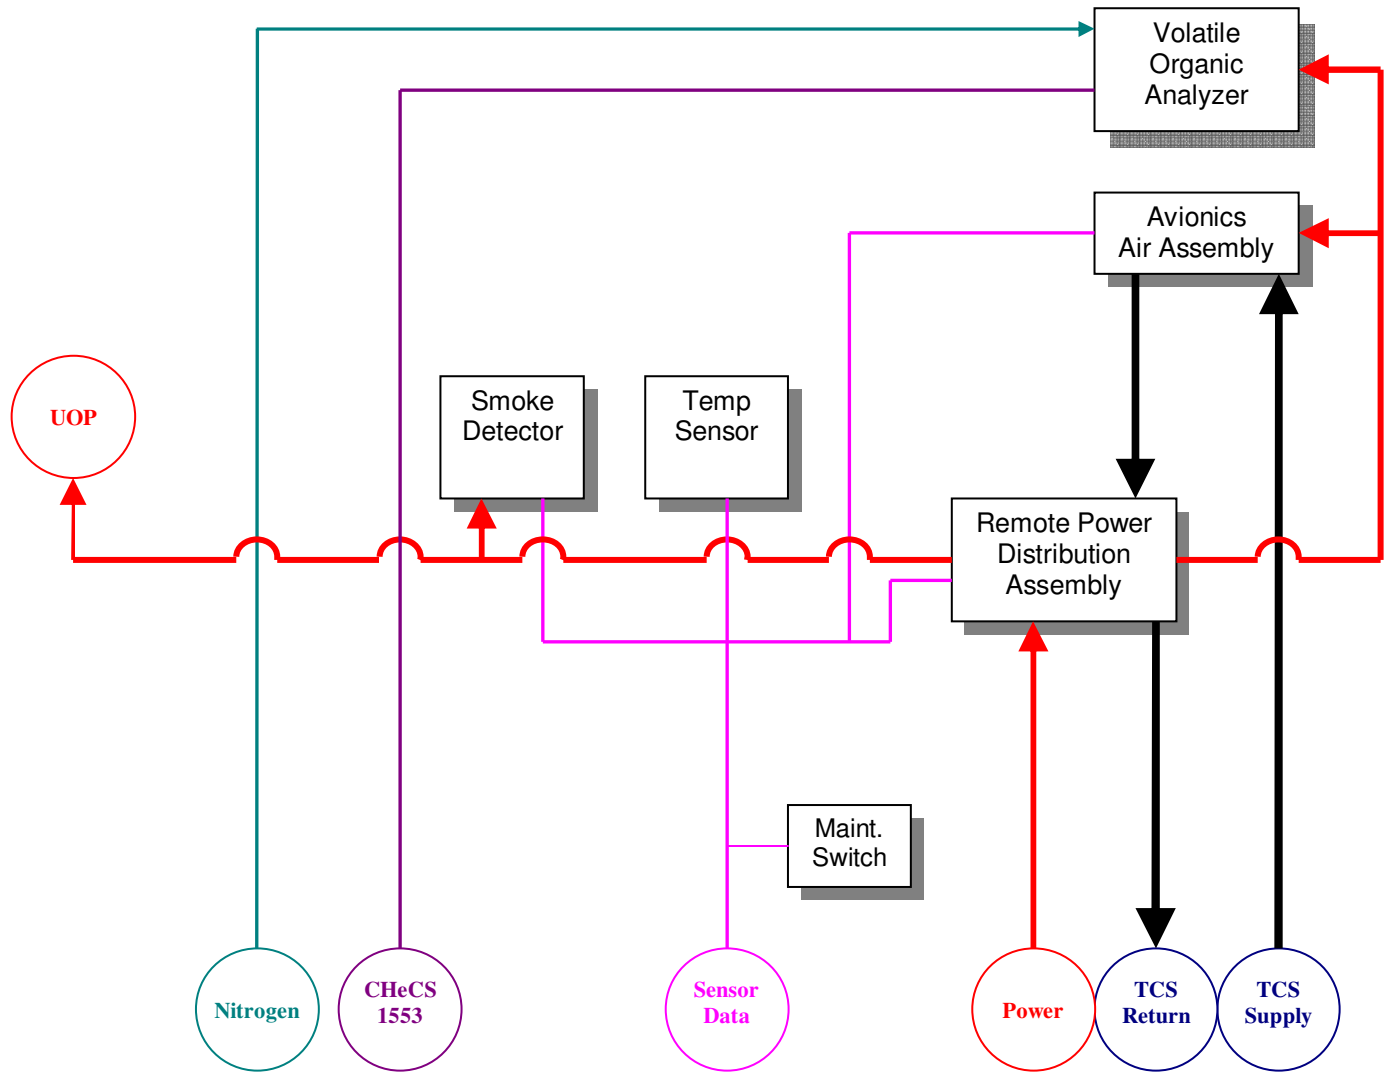 Volatile
Organic
Analyzer
Avionics
Air Assembly
UOP
Smoke
Detector
Temp
Sensor
Remote Power
Distribution
Assembly
Maint.
Switch
Nitrogen
CHeCS
1553
Sensor
Data
Power
TCS
Return
TCS
Supply